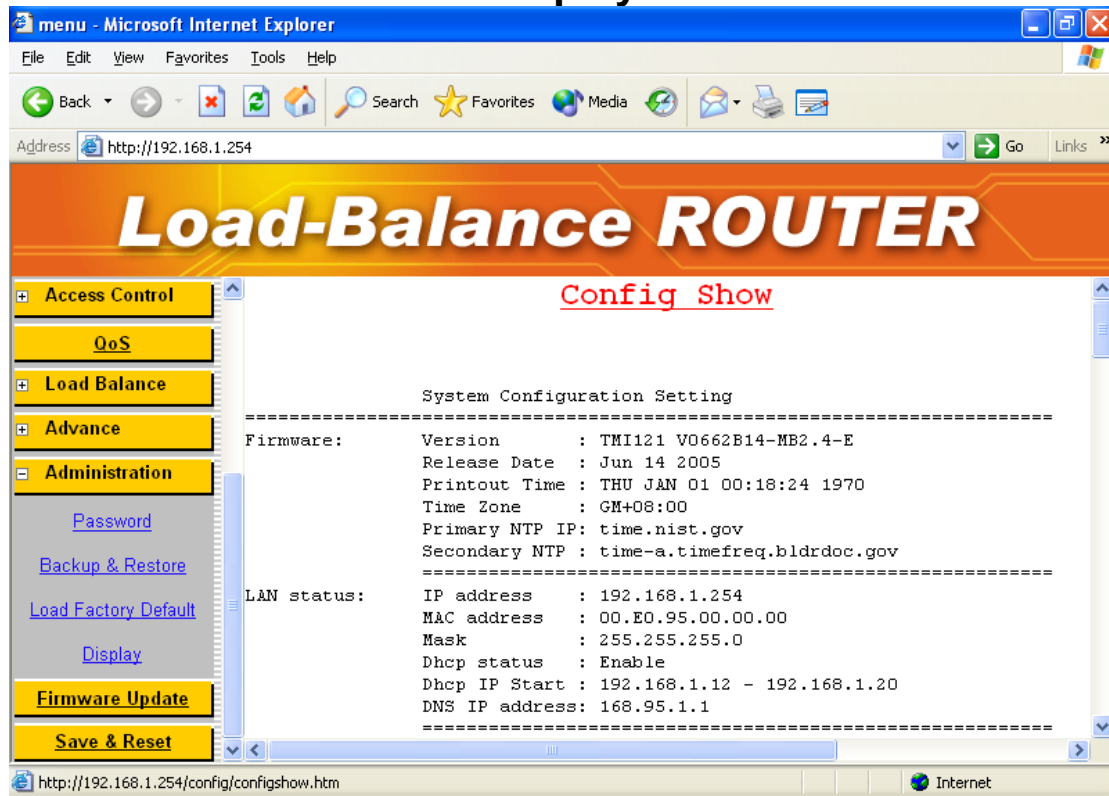 menu - Microsoft Internet Explorer
File Edit View Favorites Tools Help
Back Search Favorites Media
Address http://192.168.1.254 Go Links »
Load-Balance ROUTER
Access Control
QoS
Load Balance
Advance
Administration
Password
Backup & Restore
Load Factory Default
Display
Firmware Update
Save & Reset
Config Show
System Configuration Setting
==========================================================================
Firmware: Version : TMI121 V0662B14-MB2.4-E
Release Date : Jun 14 2005
Printout Time : THU JAN 01 00:18:24 1970
Time Zone : GM+08:00
Primary NTP IP: time.nist.gov
Secondary NTP : time-a.timefreq.bldrdoc.gov
==========================================================
LAN status: IP address : 192.168.1.254
MAC address : 00.E0.95.00.00.00
Mask : 255.255.255.0
Dhcp status : Enable
Dhcp IP Start : 192.168.1.12 - 192.168.1.20
DNS IP address: 168.95.1.1
==========================================================
http://192.168.1.254/config/configshow.htm Internet